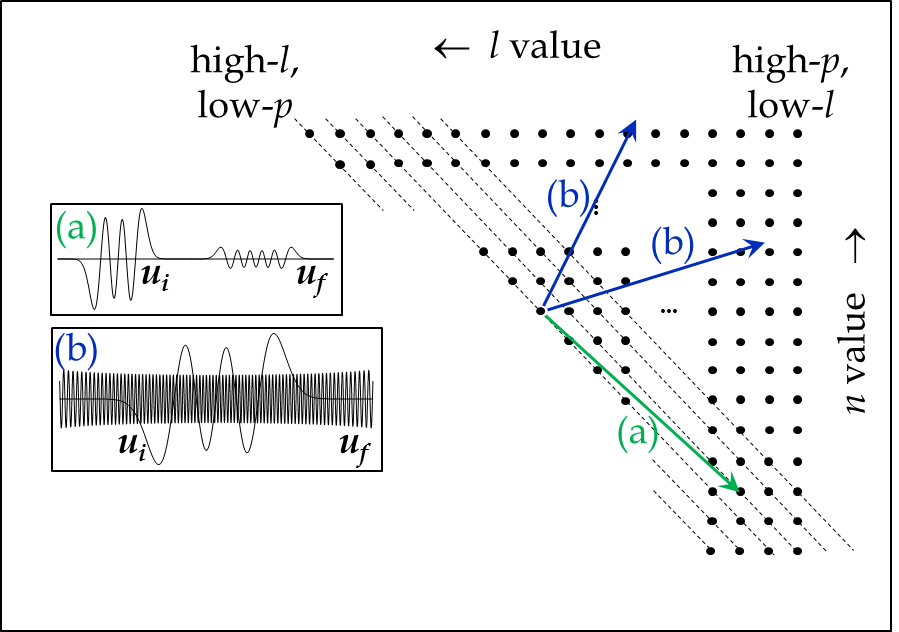 ← l value
high-l,
low-p
high-p,
low-l
(b)
⋮
(b)
(a)
u_i
u_f
...
n value →
(b)
u_i
u_f
(a)